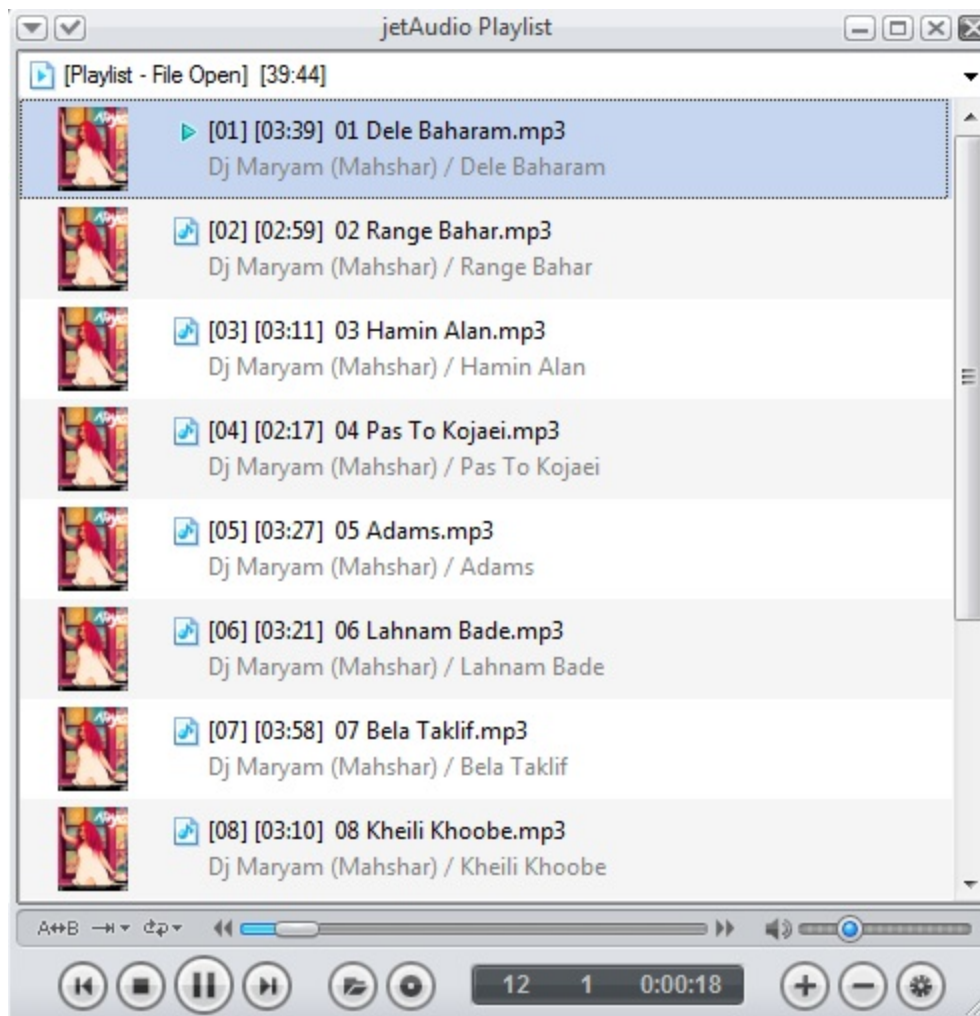 jetAudio Playlist
[Playlist - File Open] [39:44]
[01] [03:39] 01 Dele Baharam.mp3
Dj Maryam (Mahshar) / Dele Baharam
[02] [02:59] 02 Range Bahar.mp3
Dj Maryam (Mahshar) / Range Bahar
[03] [03:11] 03 Hamin Alan.mp3
Dj Maryam (Mahshar) / Hamin Alan
[04] [02:17] 04 Pas To Kojaei.mp3
Dj Maryam (Mahshar) / Pas To Kojaei
[05] [03:27] 05 Adams.mp3
Dj Maryam (Mahshar) / Adams
[06] [03:21] 06 Lahnam Bade.mp3
Dj Maryam (Mahshar) / Lahnam Bade
[07] [03:58] 07 Bela Taklif.mp3
Dj Maryam (Mahshar) / Bela Taklif
[08] [03:10] 08 Kheili Khoobe.mp3
Dj Maryam (Mahshar) / Kheili Khoobe
A↔B
12 1 0:00:18